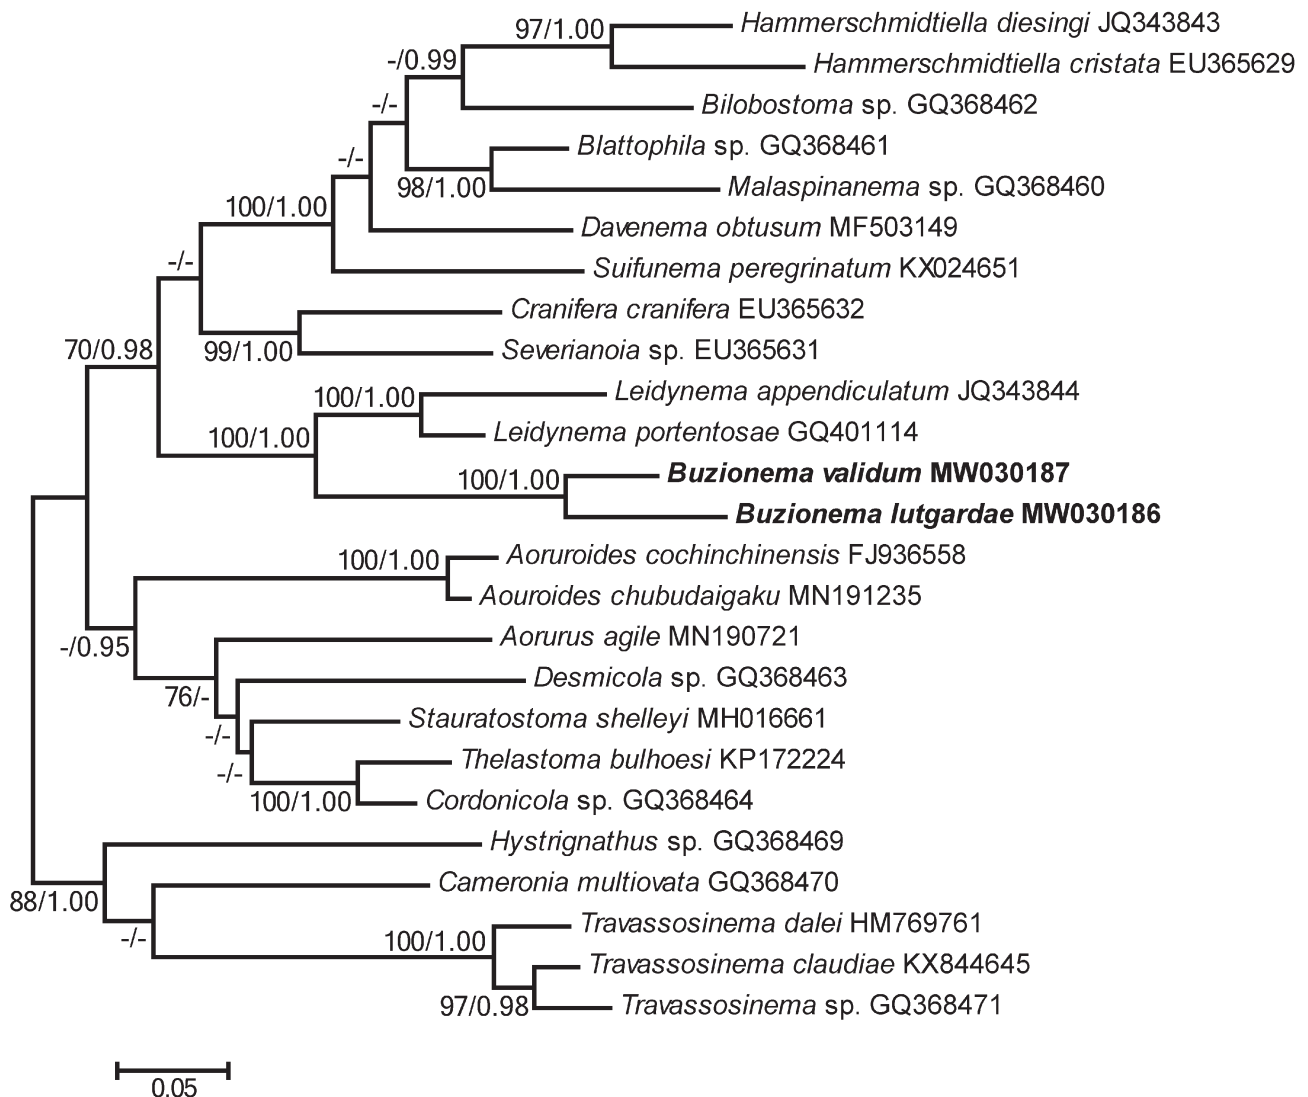 97/1.00
Hammerschmidtiella diesingi JQ343843
-/0.99
Hammerschmidtiella cristata EU365629
-/-
Bilobostoma sp. GQ368462
-/-
Blattophila sp. GQ368461
98/1.00
Malaspinanema sp. GQ368460
100/1.00
Davenema obtusum MF503149
Suifunema peregrinatum KX024651
-/-
Cranifera cranifera EU365632
70/0.98
99/1.00
Severianoia sp. EU365631
100/1.00
Leidynema appendiculatum JQ343844
100/1.00
Leidynema portentosae GQ401114
100/1.00
Buzionema validum MW030187
Buzionema lutgardae MW030186
100/1.00
Aoruroides cochinchinensis FJ936558
Aouroides chubudaigaku MN191235
-/0.95
Aorurus agile MN190721
76/-
Desmicola sp. GQ368463
-/-
Stauratostoma shelleyi MH016661
-/-
Thelastoma bulhoesi KP172224
100/1.00
Cordonicola sp. GQ368464
Hystrignathus sp. GQ368469
88/1.00
Cameronia multiovata GQ368470
-/-
100/1.00
Travassosinema dalei HM769761
Travassosinema claudiae KX844645
97/0.98
Travassosinema sp. GQ368471
0.05